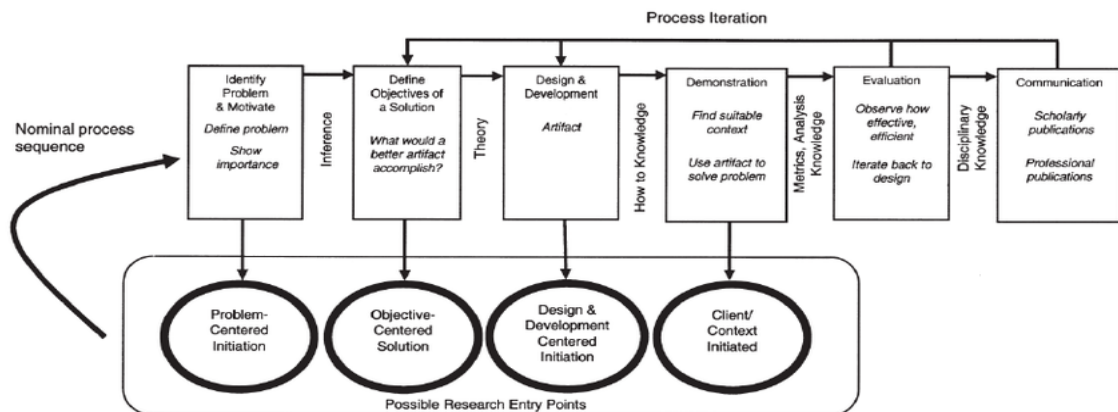 Process Iteration
Nominal process
sequence
Identify
Problem
& Motivate
Define problem
Show
importance
Inference
Define
Objectives of
a Solution
What would a
better artifact
accomplish?
Theory
Design &
Development
Artifact
How to Knowledge
Demonstration
Find suitable
context
Use artifact to
solve problem
Metrics, Analysis
Knowledge
Evaluation
Observe how
effective,
efficient
Iterate back to
design
Disciplinary
Knowledge
Communication
Scholarly
publications
Professional
publications
Problem-
Centered
Initiation
Objective-
Centered
Solution
Design &
Development
Centered
Initiation
Client/
Context
Initiated
Possible Research Entry Points